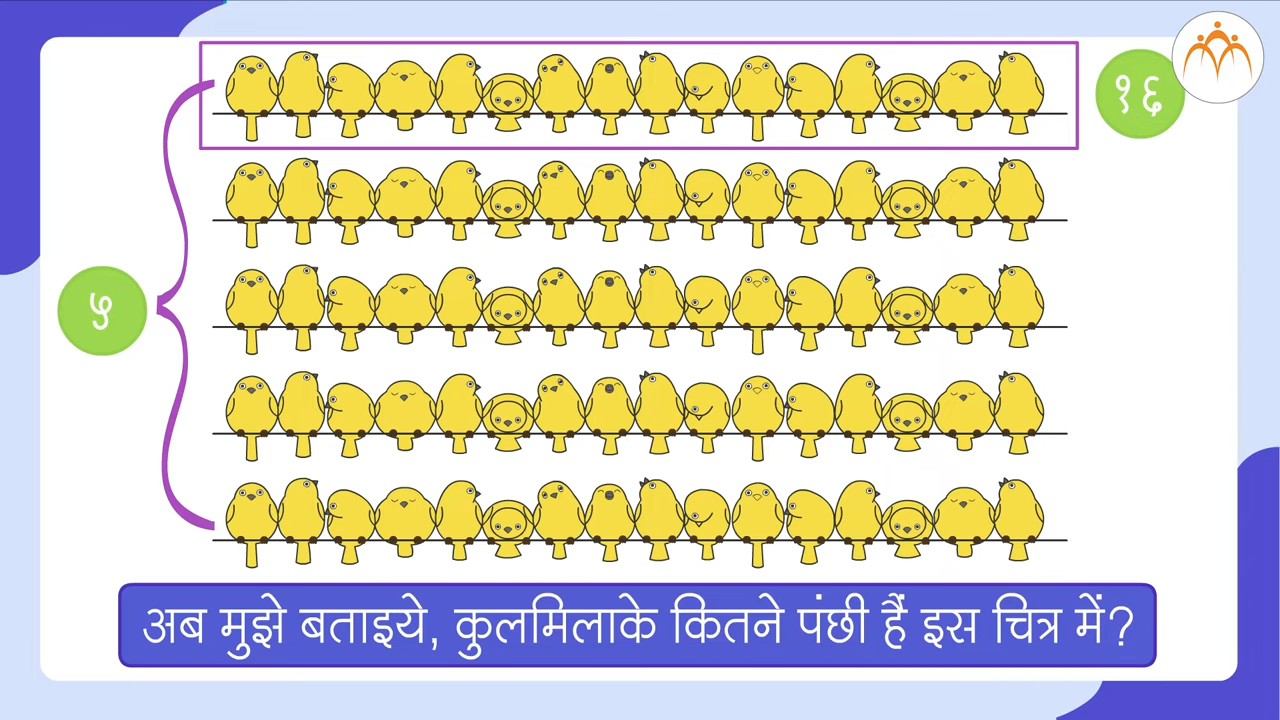 १६
५
अब मुझे बताइये, कुलमिलाके कितने पंछी हैं इस चित्र में?